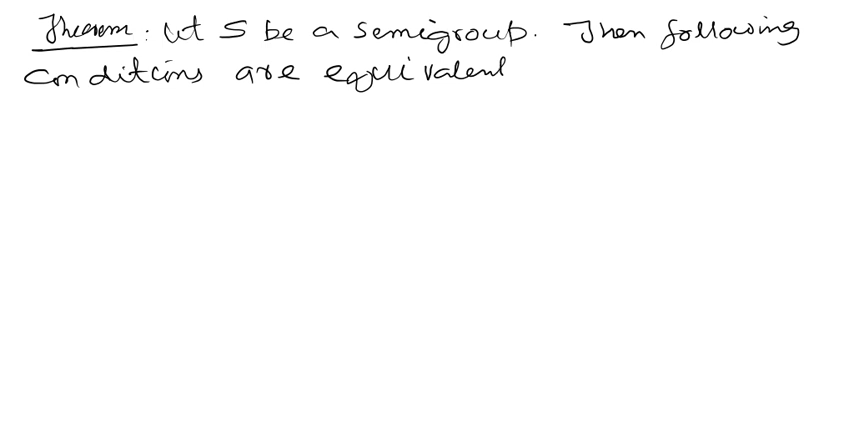 Theorem: Let S be a semigroup. Then following
conditions are equivalent